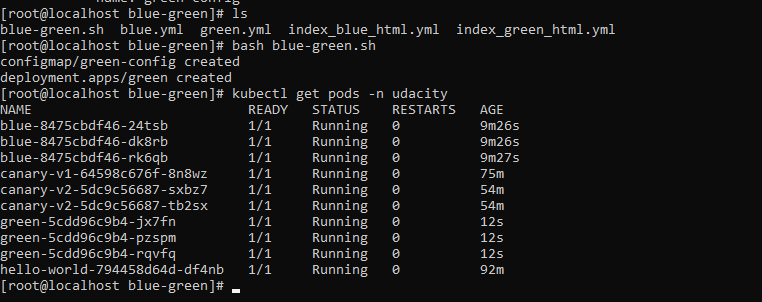 name: green-config
[root@localhost blue-green]# ls
blue-green.sh  blue.yml  green.yml  index_blue_html.yml  index_green_html.yml
[root@localhost blue-green]# bash blue-green.sh
configmap/green-config created
deployment.apps/green created
[root@localhost blue-green]# kubectl get pods -n udacity
NAME                           READY   STATUS    RESTARTS   AGE
blue-8475cbdf46-24tsb          1/1     Running   0          9m26s
blue-8475cbdf46-dk8rb          1/1     Running   0          9m26s
blue-8475cbdf46-rk6qb          1/1     Running   0          9m27s
canary-v1-64598c676f-8n8wz     1/1     Running   0          75m
canary-v2-5dc9c56687-sxbz7     1/1     Running   0          54m
canary-v2-5dc9c56687-tb2sx     1/1     Running   0          54m
green-5cdd96c9b4-jx7fn         1/1     Running   0          12s
green-5cdd96c9b4-pzspm         1/1     Running   0          12s
green-5cdd96c9b4-rqvfq         1/1     Running   0          12s
hello-world-794458d64d-df4nb   1/1     Running   0          92m
[root@localhost blue-green]#